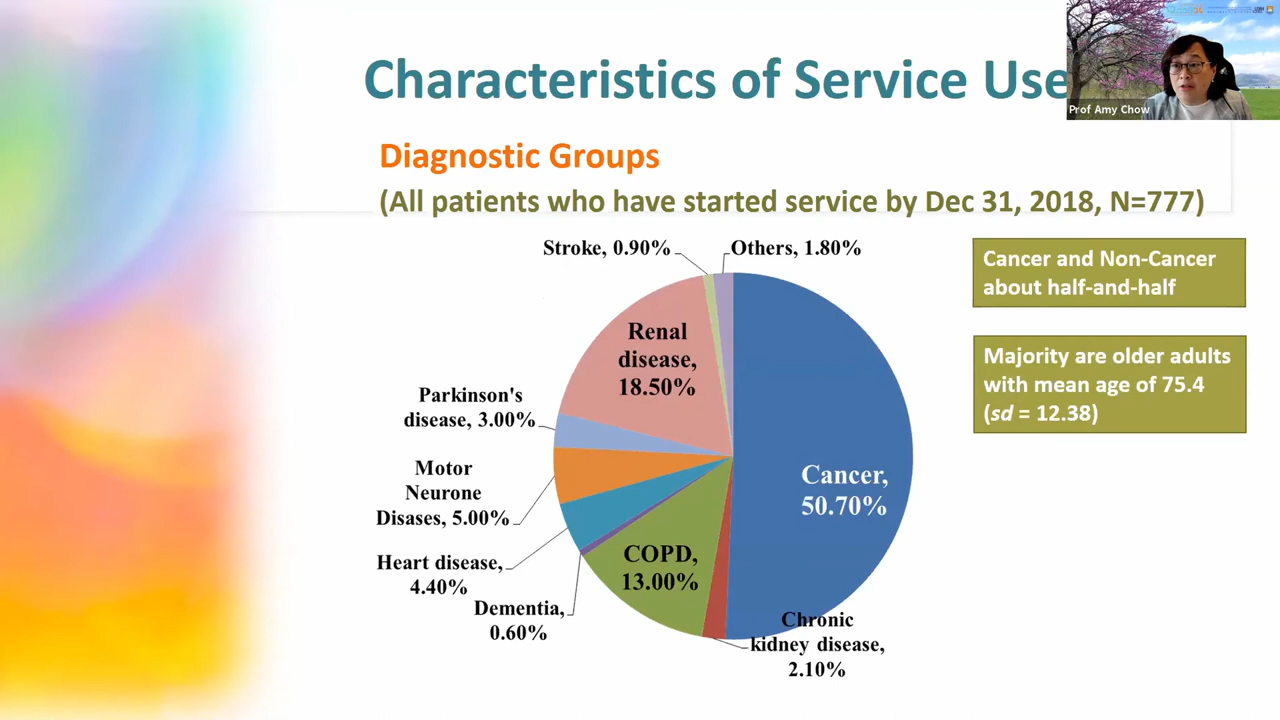 Characteristics of Service Use
Prof Amy Chow
Diagnostic Groups
(All patients who have started service by Dec 31, 2018, N=777)
Stroke, 0.90%
Others, 1.80%
Cancer and Non-Cancer
about half-and-half
Majority are older adults
with mean age of 75.4
(sd = 12.38)
Renal
disease,
18.50%
Parkinson's
disease, 3.00%
Motor
Neurone
Disases, 5.00%
Heart disease,
4.40%
Dementia,
0.60%
COPD,
13.00%
Cancer,
50.70%
Chronic
kidney disease,
2.10%